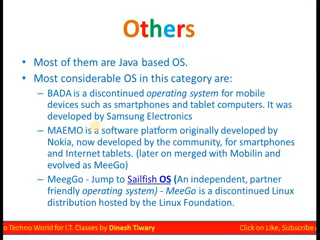 Others
• Most of them are Java based OS.
• Most considerable OS in this category are:
– BADA is a discontinued operating system for mobile
devices such as smartphones and tablet computers. It was
developed by Samsung Electronics
– MAEMO is a software platform originally developed by
Nokia, now developed by the community, for smartphones
and Internet tablets. (later on merged with Mobilin and
evolved as MeeGo)
– MeegGo - Jump to Sailfish OS (An independent, partner
friendly operating system) - MeeGo is a discontinued Linux
distribution hosted by the Linux Foundation.
o Techno World for I.T. Classes by Dinesh Tiwary Click on Like, Subscribe